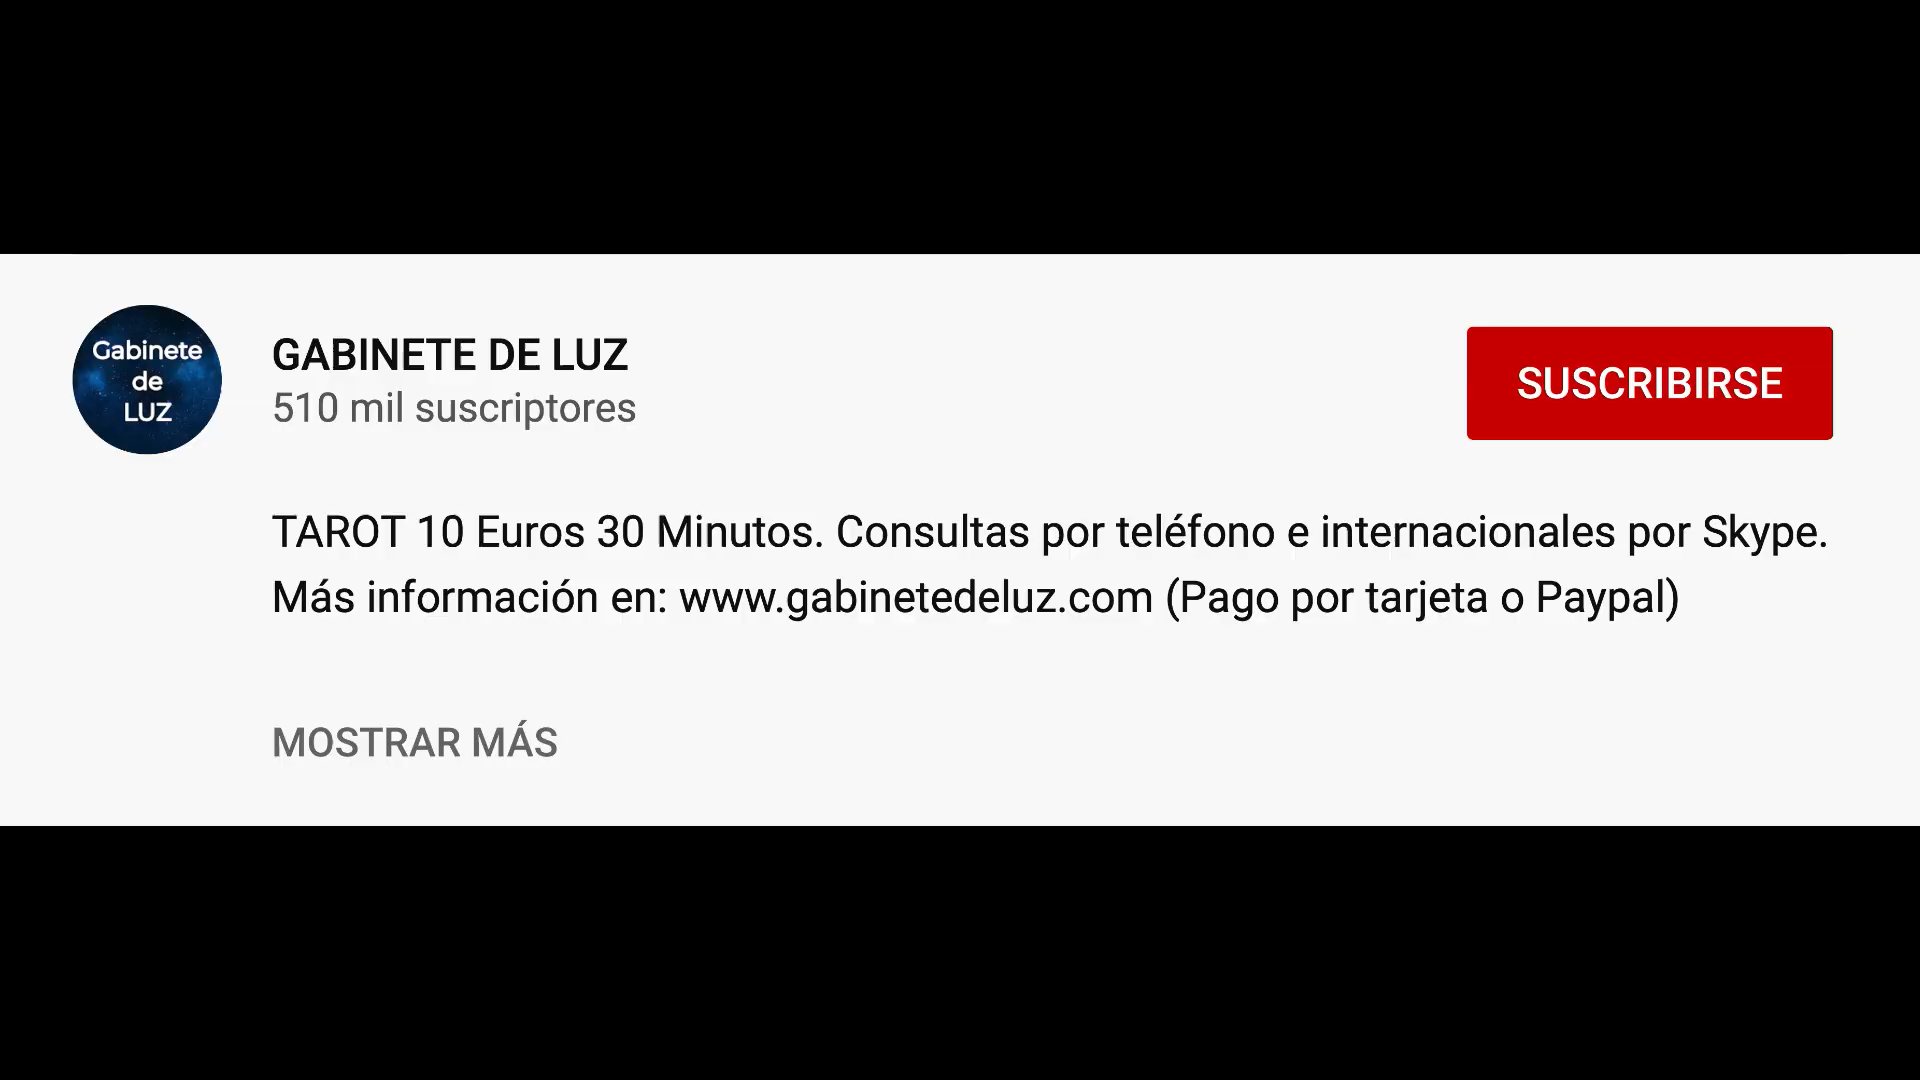 Gabinete
de
LUZ
GABINETE DE LUZ
510 mil suscriptores
SUSCRIBIRSE
TAROT 10 Euros 30 Minutos. Consultas por teléfono e internacionales por Skype.
Más información en: www.gabinetedeluz.com (Pago por tarjeta o Paypal)
MOSTRAR MÁS